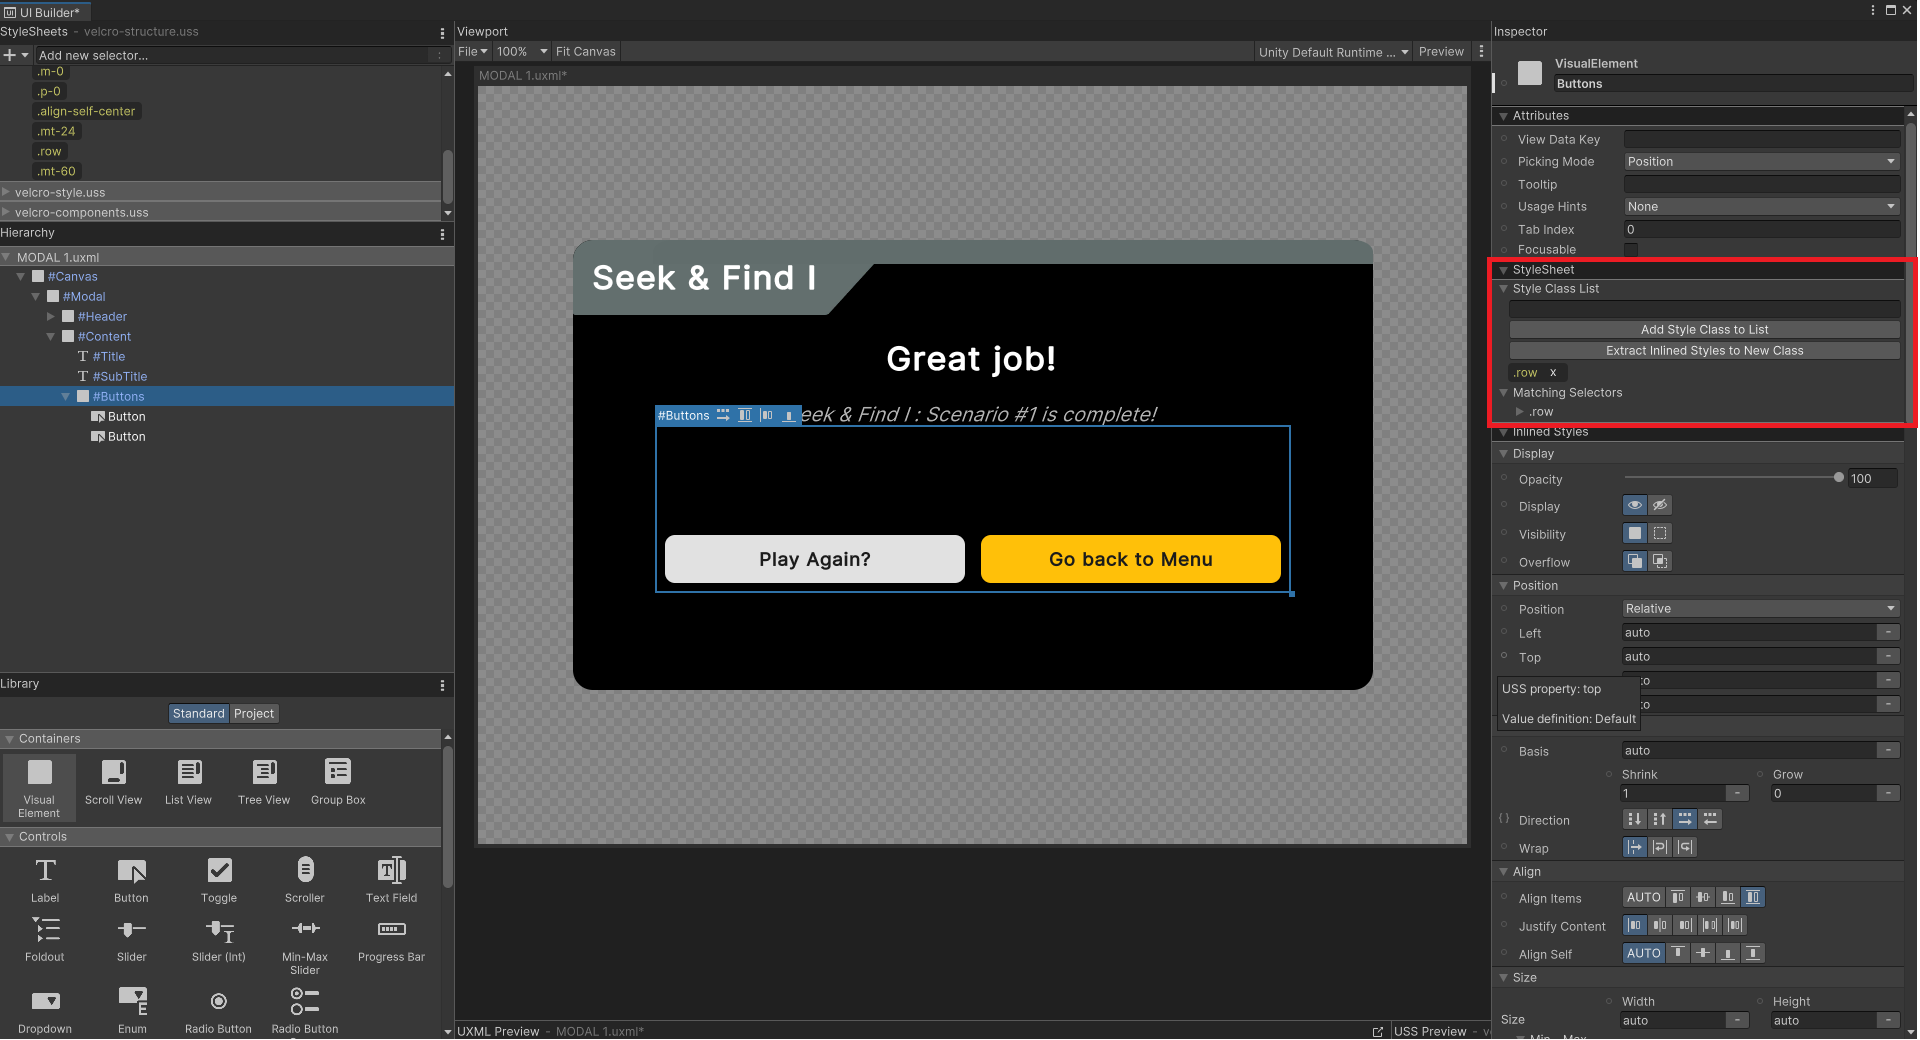 UI Builder*
StyleSheets - velcro-structure.uss
Add new selector...
.m-0
.p-0
.align-self-center
.mt-24
.row
.mt-60
velcro-style.uss
velcro-components.uss
Hierarchy
MODAL 1.uxml
#Canvas
#Modal
#Header
#Content
#Title
#SubTitle
#Buttons
Button
Button
Library
Standard Project
Containers
Visual Element
Scroll View
List View
Tree View
Group Box
Controls
Label
Button
Toggle
Scroller
Text Field
Foldout
Slider
Slider (Int)
Min-Max Slider
Progress Bar
Dropdown
Enum
Radio Button
Radio Button
Viewport
File 100% Fit Canvas
Unity Default Runtime ... Preview
MODAL 1.uxml*
Seek & Find I
Great job!
#Buttons
eek & Find I : Scenario #1 is complete!
Play Again?
Go back to Menu
UXML Preview - MODAL 1.uxml*
USS Preview -
Inspector
VisualElement
Buttons
Attributes
View Data Key
Picking Mode Position
Tooltip
Usage Hints None
Tab Index 0
Focusable
StyleSheet
Style Class List
Add Style Class to List
Extract Inlined Styles to New Class
.row x
Matching Selectors
.row
Inlined Styles
Display
Opacity 100
Display
Visibility
Overflow
Position
Position Relative
Left auto
Top auto
USS property: top
Value definition: Default
Basis auto
Shrink Grow
1 0
Direction
Wrap
Align
Align Items AUTO
Justify Content
Align Self AUTO
Size
Width Height
Size auto auto